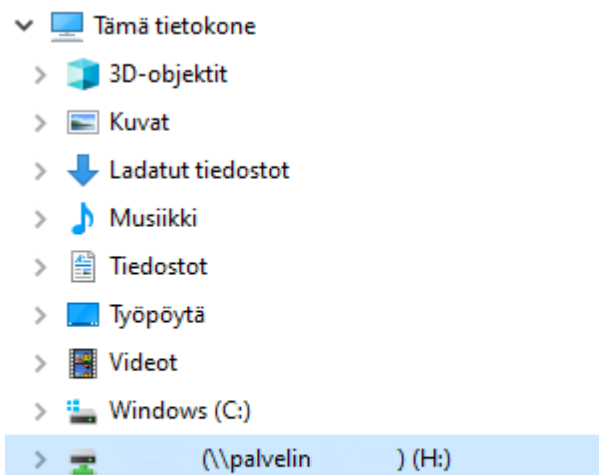 Tämä tietokone
3D-objektit
Kuvat
Ladatut tiedostot
Musiikki
Tiedostot
Työpöytä
Videot
Windows (C:)
(\\palvelin ) (H:)